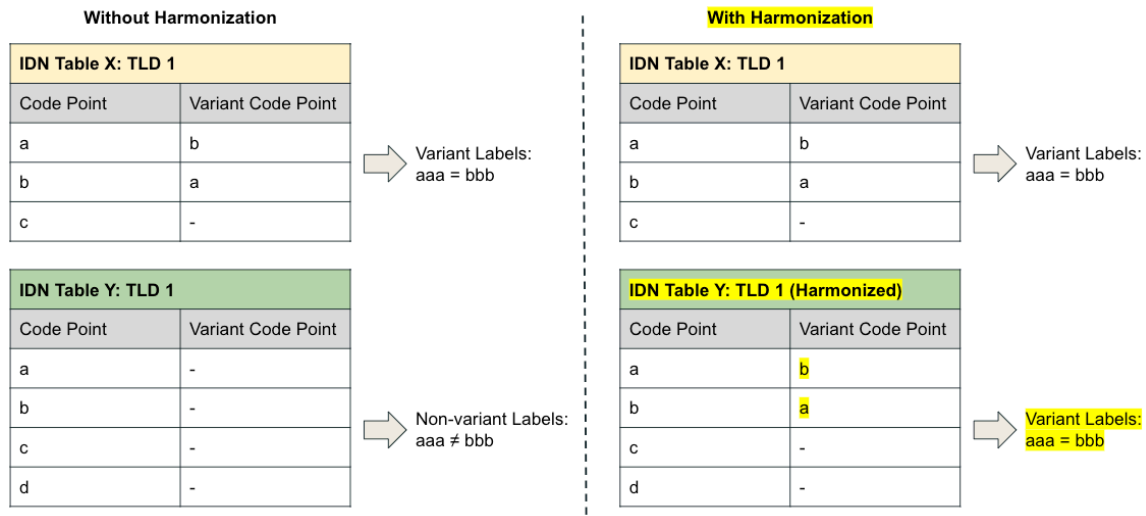 Without Harmonization
IDN Table X: TLD 1
Code Point Variant Code Point
a b
b a
c -
Variant Labels:
aaa = bbb
IDN Table Y: TLD 1
Code Point Variant Code Point
a -
b -
c -
d -
Non-variant Labels:
aaa ≠ bbb
With Harmonization
IDN Table X: TLD 1
Code Point Variant Code Point
a b
b a
c -
Variant Labels:
aaa = bbb
IDN Table Y: TLD 1 (Harmonized)
Code Point Variant Code Point
a b
b a
c -
d -
Variant Labels:
aaa = bbb